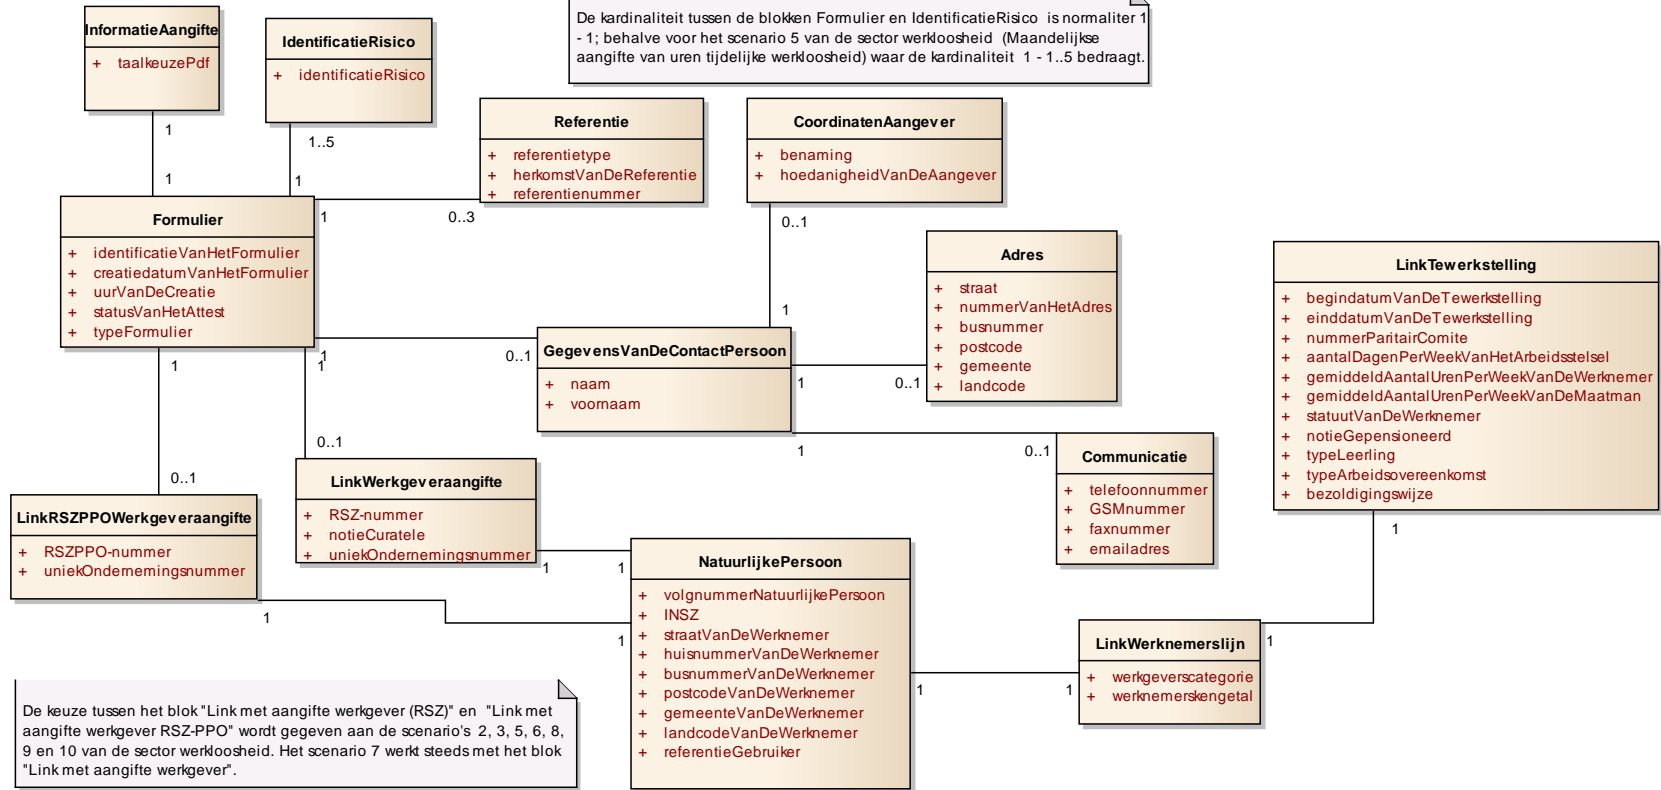 De kardinaliteit tussen de blokken Formulier en IdentificatieRisico is normaliter 1
- 1; behalve voor het scenario 5 van de sector werkloosheid (Maandelijkse
aangifte van uren tijdelijke werkloosheid) waar de kardinaliteit 1 - 1..5 bedraagt.
InformatieAangifte
+ taalkeuzePdf
IdentificatieRisico
+ identificatieRisico
1
1
1..5
1
Referentie
+ referentietype
+ herkomstVanDeReferentie
+ referentienummer
CoordinatenAangever
+ benaming
+ hoedanigheidVanDeAangever
1
0..3
0..1
1
Formulier
+ identificatieVanHetFormulier
+ creatiedatumVanHetFormulier
+ uurVanDeCreatie
+ statusVanHetAttest
+ typeFormulier
Adres
+ straat
+ nummerVanHetAdres
+ busnummer
+ postcode
+ gemeente
+ landcode
LinkTewerkstelling
+ begindatumVanDeTewerkstelling
+ einddatumVanDeTewerkstelling
+ nummerParitairComite
+ aantalDagenPerWeekVanHetArbeidsstelsel
+ gemiddeldAantalUrenPerWeekVanDeWerknemer
+ gemiddeldAantalUrenPerWeekVanDeMaatman
+ statuutVanDeWerknemer
+ notieGepensioneerd
+ typeLeerling
+ typeArbeidsovereenkomst
+ bezoldigingswijze
1
0..1
GegevensVanDeContactPersoon
+ naam
+ voornaam
1
0..1
1
0..1
Communicatie
+ telefoonnummer
+ GSMnummer
+ faxnummer
+ emailadres
1
0..1
1
0..1
LinkWerkgeveraangifte
+ RSZ-nummer
+ notieCuratele
+ uniekOndernemingsnummer
LinkRSZPPOWerkgeveraangifte
+ RSZPPO-nummer
+ uniekOndernemingsnummer
1
1
1
1
NatuurlijkePersoon
+ volgnummerNatuurlijkePersoon
+ INSZ
+ straatVanDeWerknemer
+ huisnummerVanDeWerknemer
+ busnummerVanDeWerknemer
+ postcodeVanDeWerknemer
+ gemeenteVanDeWerknemer
+ landcodeVanDeWerknemer
+ referentieGebruiker
1
1
LinkWerknemerslijn
+ werkgeverscategorie
+ werknemerskengetal
1
1
De keuze tussen het blok "Link met aangifte werkgever (RSZ)" en "Link met
aangifte werkgever RSZ-PPO" wordt gegeven aan de scenario's 2, 3, 5, 6, 8,
9 en 10 van de sector werkloosheid. Het scenario 7 werkt steeds met het blok
"Link met aangifte werkgever".